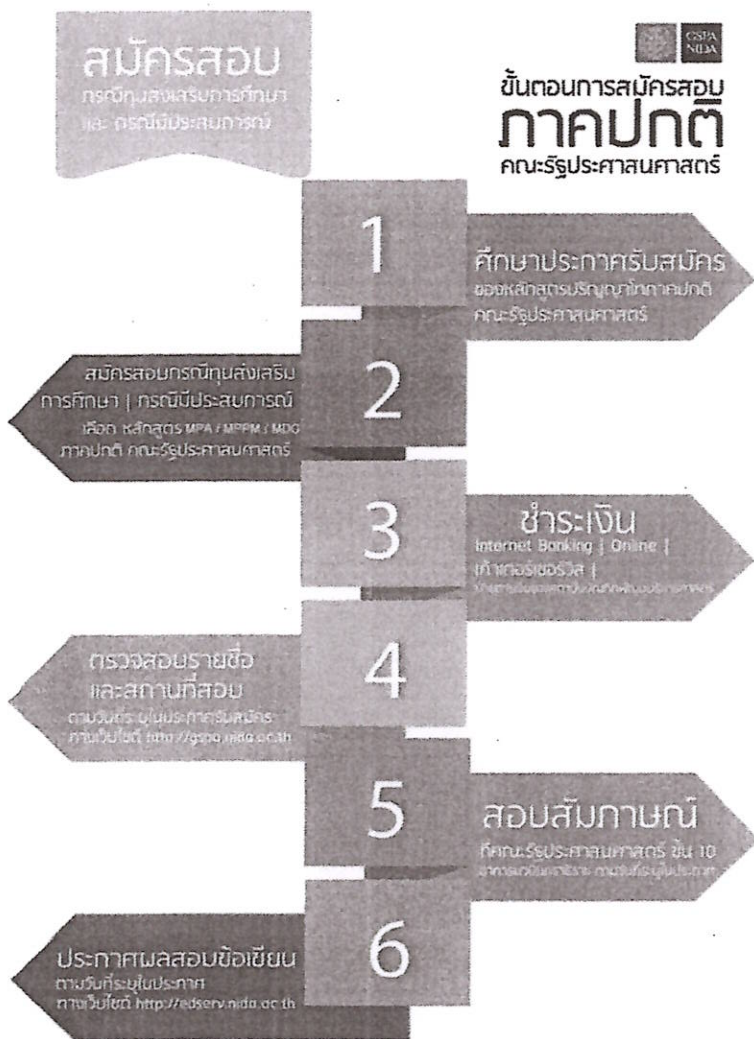 สมัครสอบ
กรณีทุนส่งเสริมการศึกษา
และ กรณีมีประสบการณ์
GSPA
NIDA
ขั้นตอนการสมัครสอบ
ภาคปกติ
คณะรัฐประศาสนศาสตร์
1
ศึกษาประกาศรับสมัคร
ของหลักสูตรปริญญาโทภาคปกติ
คณะรัฐประศาสนศาสตร์
2
สมัครสอบกรณีทุนส่งเสริม
การศึกษา | กรณีมีประสบการณ์
เลือก หลักสูตร MPA / MPPM / MDG
ภาคปกติ คณะรัฐประศาสนศาสตร์
3
ชำระเงิน
Internet Banking | Online |
เค้าเตอร์เซอร์วิส |
4
ตรวจสอบรายชื่อ
และสถานที่สอบ
ตามวันที่ระบุในประกาศรับสมัคร
ทางเว็บไซต์ http://gspa.nida.ac.th
5
สอบสัมภาษณ์
ที่คณะรัฐประศาสนศาสตร์ ชั้น 10
ตามวันที่ระบุในประกาศ
6
ประกาศผลสอบข้อเขียน
ตามวันที่ระบุในประกาศ
ทางเว็บไซต์ http://edserv.nida.ac.th